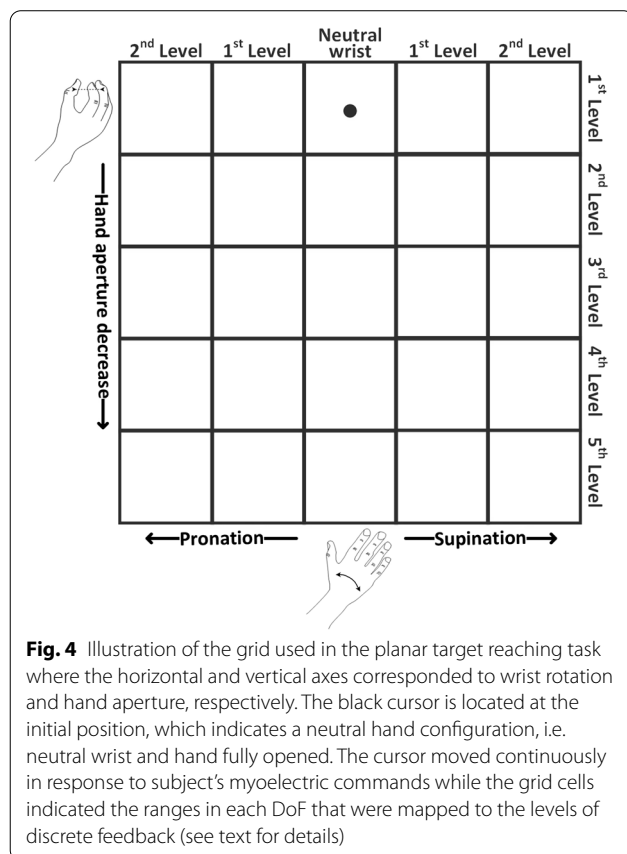 2nd Level 1st Level Neutral wrist 1st Level 2nd Level
1st Level
2nd Level
3rd Level
4th Level
5th Level
Hand aperture decrease
Pronation
Supination
Fig. 4 Illustration of the grid used in the planar target reaching task
where the horizontal and vertical axes corresponded to wrist rotation
and hand aperture, respectively. The black cursor is located at the
initial position, which indicates a neutral hand configuration, i.e.
neutral wrist and hand fully opened. The cursor moved continuously
in response to subject's myoelectric commands while the grid cells
indicated the ranges in each DoF that were mapped to the levels of
discrete feedback (see text for details)